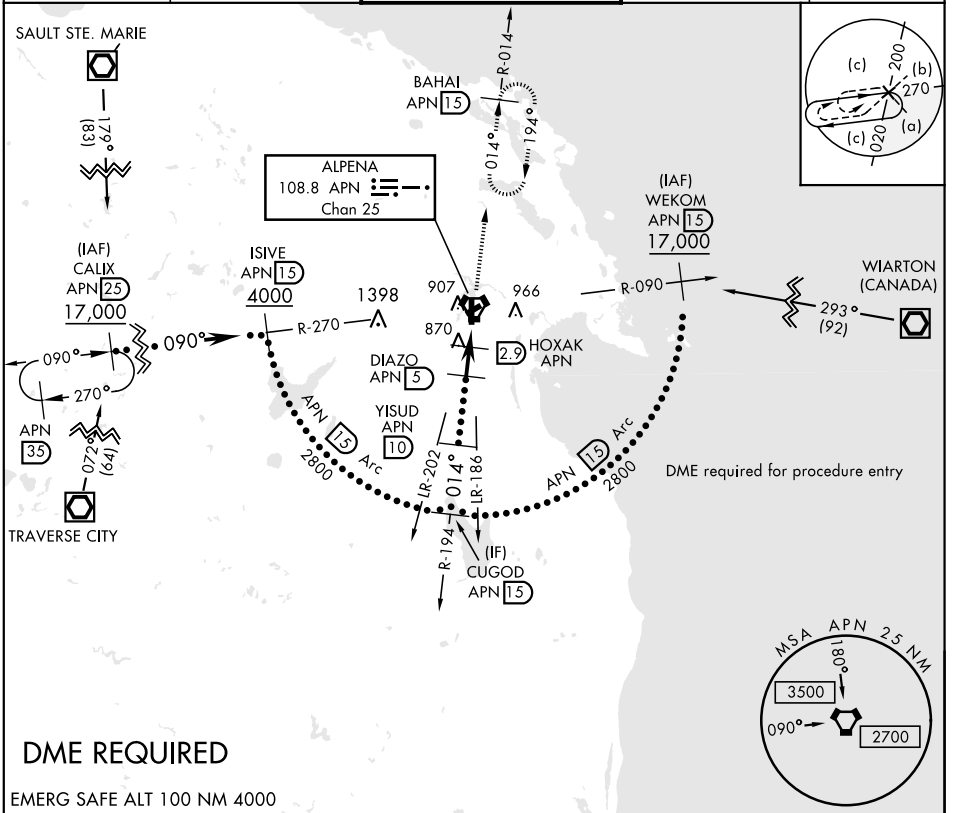 SAULT STE. MARIE
179°
(83)
BAHAI
APN 15
R-014
014°
194°
(c)
200
(b)
270
(a)
(c)
020
ALPENA
108.8 APN
Chan 25
(IAF)
WEKOM
APN 15
17,000
R-090
WIARTON
(CANADA)
293°
(92)
(IAF)
CALIX
APN 25
17,000
090°
ISIVE
APN 15
4000
R-270
1398
907
966
870
HOXAK
2.9 APN
DIAZO
APN 5
090°
270°
APN
35
072°
(64)
TRAVERSE CITY
YISUD
APN
10
APN 15 Arc
2800
LR-202
014°
LR-186
APN 15 Arc
2800
DME required for procedure entry
R-194
(IF)
CUGOD
APN 15
MSA APN 25 NM
180°
3500
090°
2700
DME REQUIRED
EMERG SAFE ALT 100 NM 4000